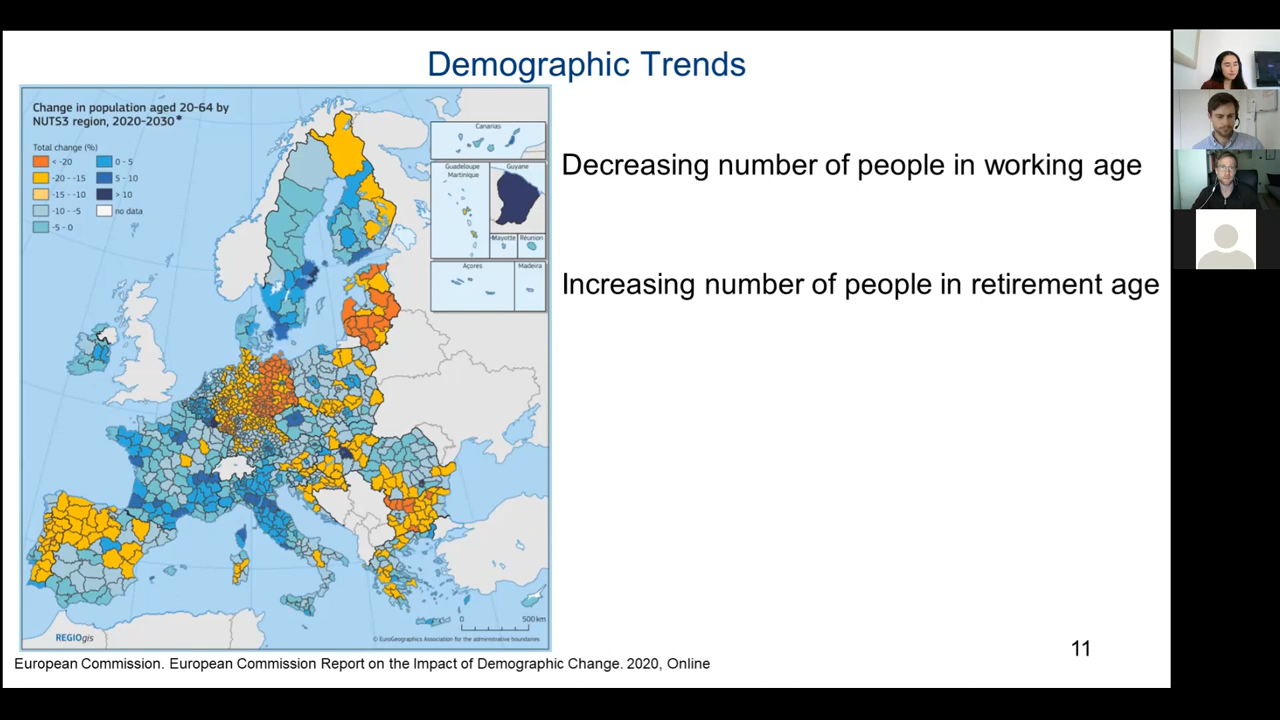 Demographic Trends
Change in population aged 20-64 by
NUTS3 region, 2020-2030*
Total change (%)
< -20
-20 - -15
-15 - -10
-10 - -5
-5 - 0
0 - 5
5 - 10
> 10
no data
Canarias
Guadeloupe
Martinique
Guyane
Mayotte
Réunion
Açores
Madeira
Decreasing number of people in working age
Increasing number of people in retirement age
0
500 km
REGIOgis
© EuroGeographics Association for the administrative boundaries
11
European Commission. European Commission Report on the Impact of Demographic Change. 2020, Online